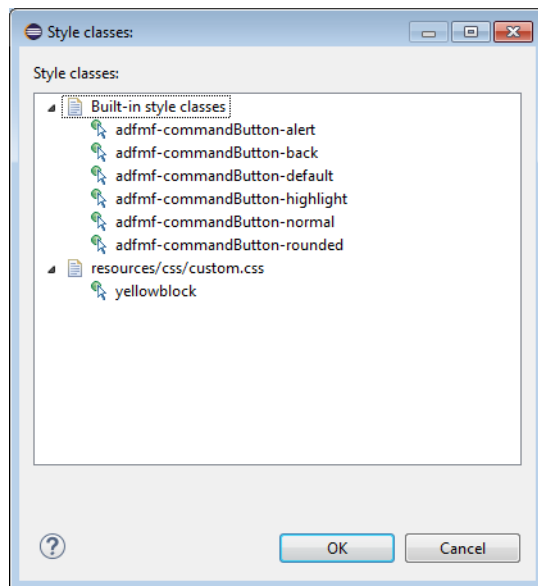 Style classes:
Style classes:
Built-in style classes
adfmf-commandButton-alert
adfmf-commandButton-back
adfmf-commandButton-default
adfmf-commandButton-highlight
adfmf-commandButton-normal
adfmf-commandButton-rounded
resources/css/custom.css
yellowblock
?
OK Cancel